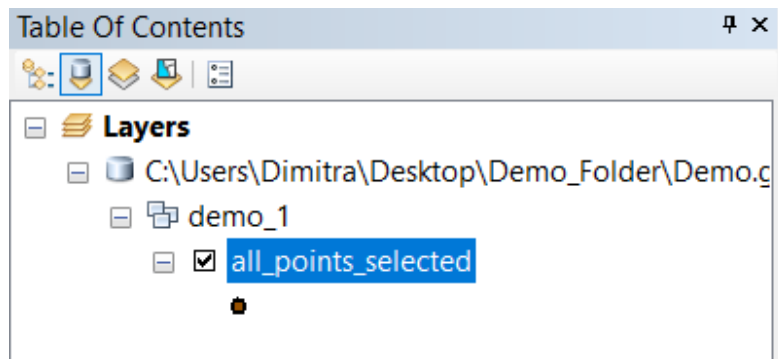 Table Of Contents
Layers
C:\Users\Dimitra\Desktop\Demo_Folder\Demo.g
demo_1
all_points_selected